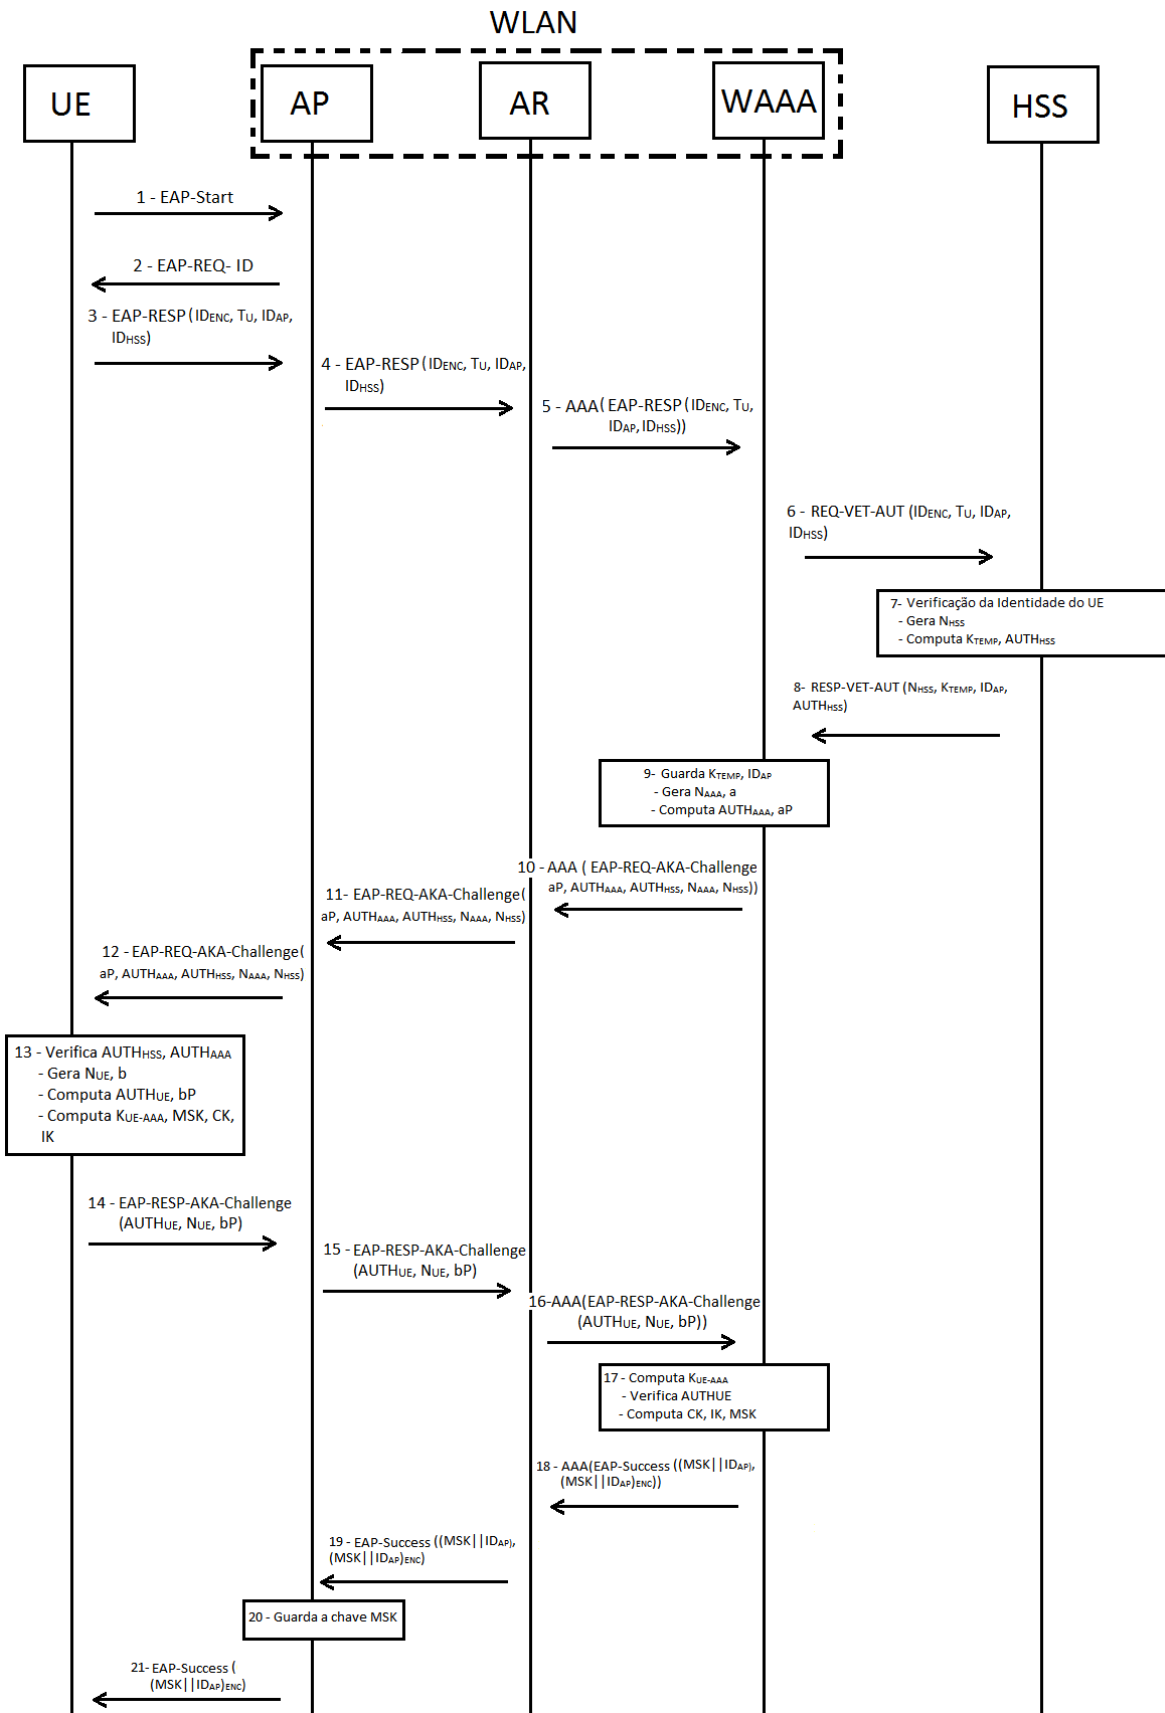 WLAN
UE
AP
AR
WAAA
HSS
1 - EAP-Start
2 - EAP-REQ- ID
3 - EAP-RESP (IDENC, TU, IDAP,
IDHSS)
4 - EAP-RESP (IDENC, TU, IDAP,
IDHSS)
5 - AAA( EAP-RESP (IDENC, TU,
IDAP, IDHSS))
6 - REQ-VET-AUT (IDENC, TU, IDAP,
IDHSS)
7- Verificação da Identidade do UE
- Gera NHSS
- Computa KTEMP, AUTHHSS
8- RESP-VET-AUT (NHSS, KTEMP, IDAP,
AUTHHSS)
9- Guarda KTEMP, IDAP
- Gera NAAA, a
- Computa AUTHAAA, aP
10 - AAA ( EAP-REQ-AKA-Challenge
aP, AUTHAAA, AUTHHSS, NAAA, NHSS))
11- EAP-REQ-AKA-Challenge(
aP, AUTHAAA, AUTHHSS, NAAA, NHSS)
12 - EAP-REQ-AKA-Challenge(
aP, AUTHAAA, AUTHHSS, NAAA, NHSS)
13 - Verifica AUTHHSS, AUTHAAA
- Gera NUE, b
- Computa AUTHUE, bP
- Computa KUE-AAA, MSK, CK,
IK
14 - EAP-RESP-AKA-Challenge
(AUTHUE, NUE, bP)
15 - EAP-RESP-AKA-Challenge
(AUTHUE, NUE, bP)
16-AAA(EAP-RESP-AKA-Challenge
(AUTHUE, NUE, bP))
17 - Computa KUE-AAA
- Verifica AUTHUE
- Computa CK, IK, MSK
18 - AAA(EAP-Success ((MSK||IDAP),
(MSK||IDAP)ENC))
19 - EAP-Success ((MSK||IDAP),
(MSK||IDAP)ENC)
20 - Guarda a chave MSK
21- EAP-Success (
(MSK||IDAP)ENC)